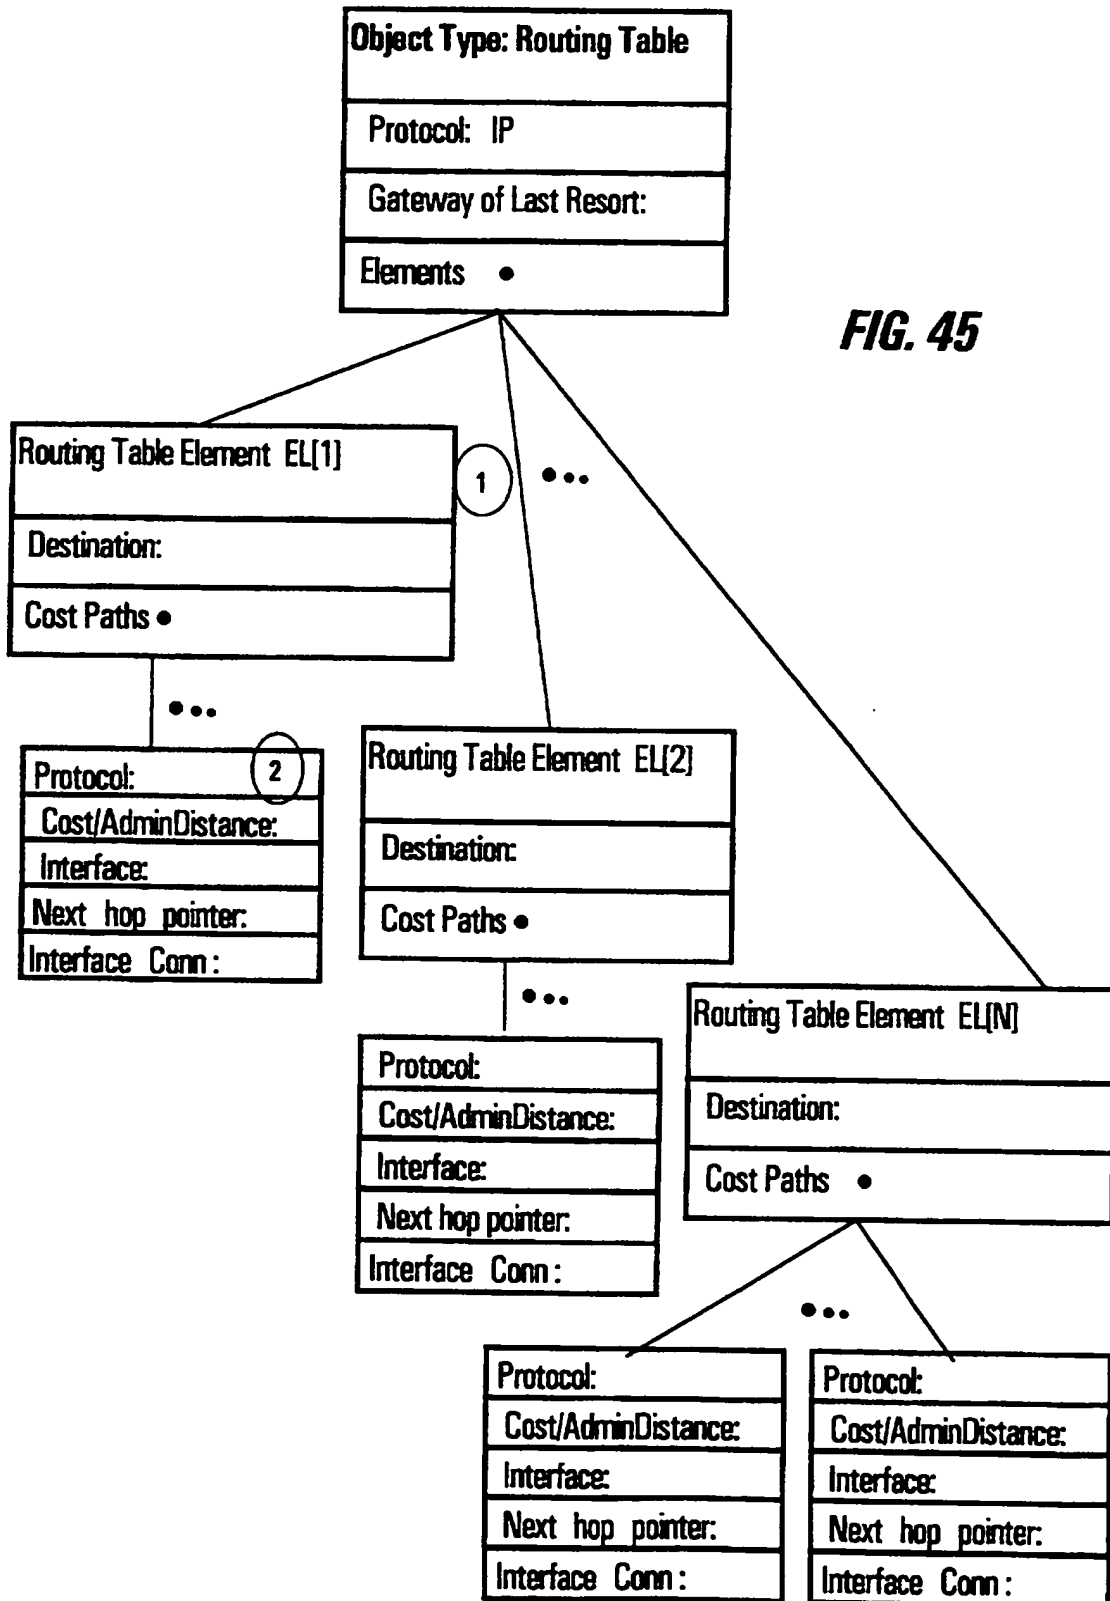 Object Type: Routing Table
Protocol: IP
Gateway of Last Resort:
Elements
FIG. 45
Routing Table Element EL[1]
1
Destination:
Cost Paths
2
Protocol:
Cost/AdminDistance:
Interface:
Next hop pointer:
Interface Conn :
Routing Table Element EL[2]
Destination:
Cost Paths
Protocol:
Cost/AdminDistance:
Interface:
Next hop pointer:
Interface Conn :
Routing Table Element EL[N]
Destination:
Cost Paths
Protocol:
Cost/AdminDistance:
Interface:
Next hop pointer:
Interface Conn :
Protocol:
Cost/AdminDistance:
Interface:
Next hop pointer:
Interface Conn :